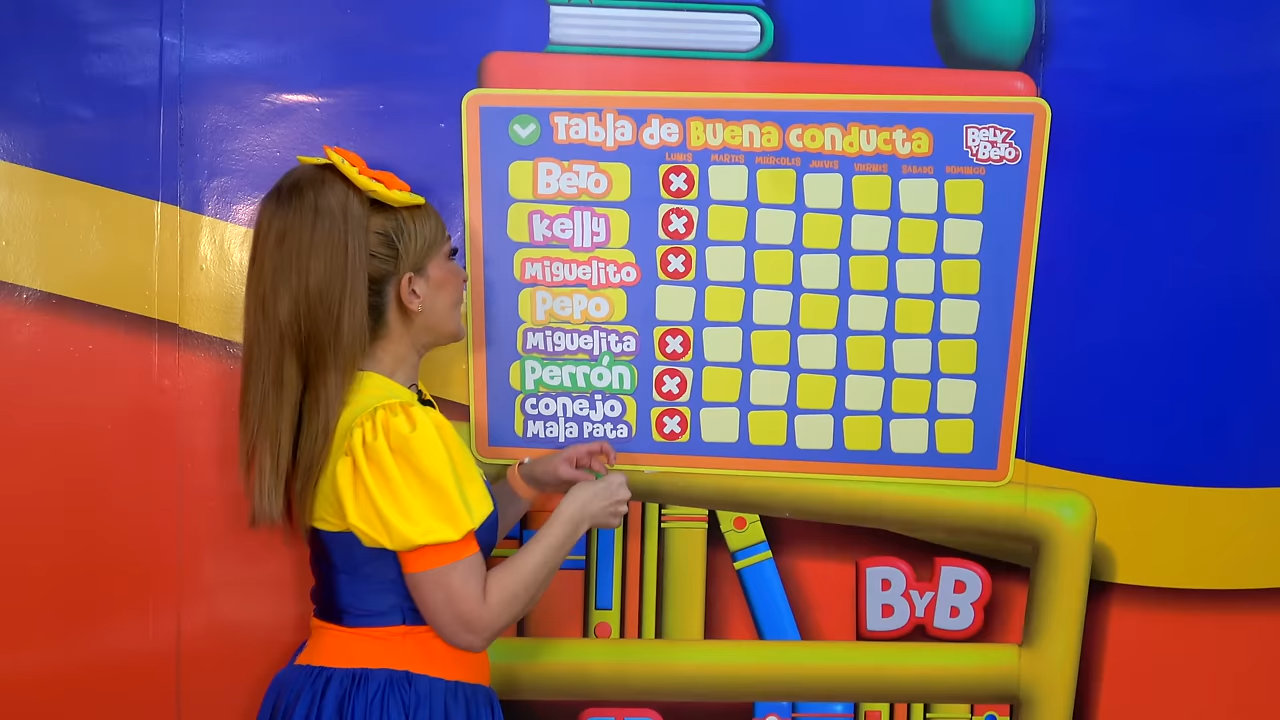 Tabla de Buena conducta
BELY Y BETO
LUNES MARTES MIERCOLES JUEVES VIERNES SABADO DOMINGO
BeTo
Kelly
Miguelito
Pepo
Miguelita
Perrón
conejo
Mala Pata
ByB